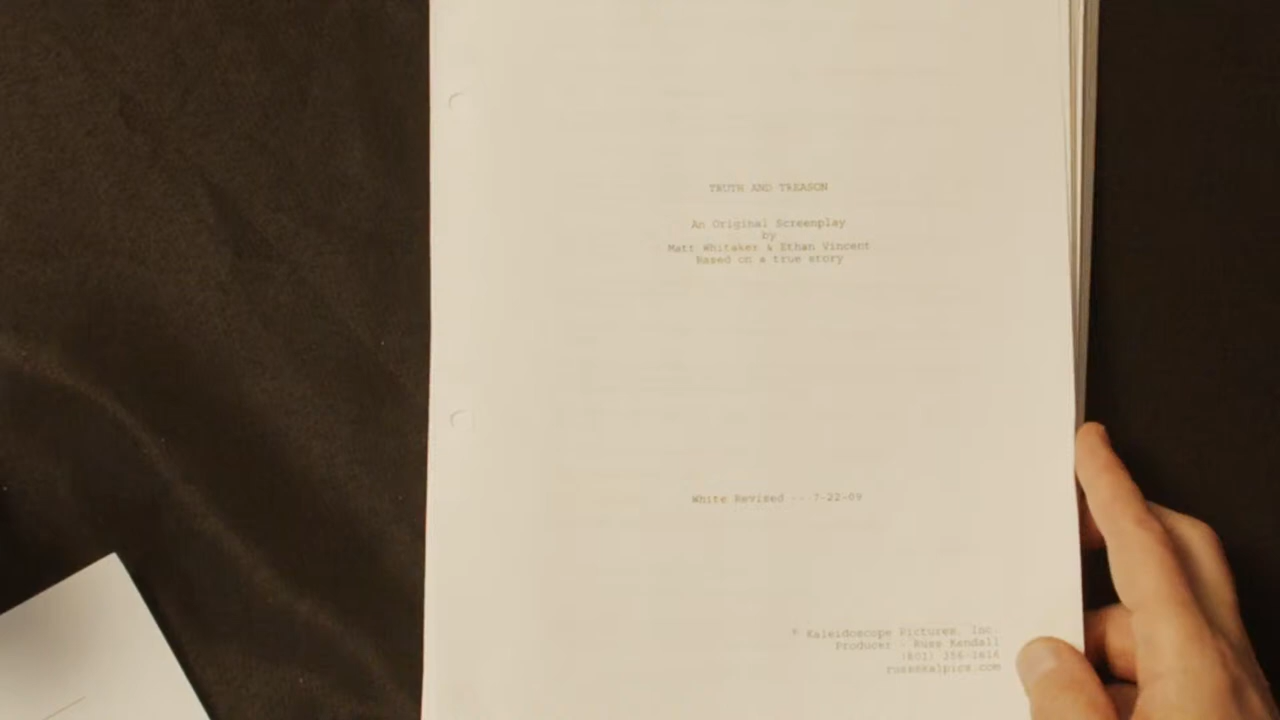 TRUTH AND TREASON
An Original Screenplay
by
Matt Whitaker & Ethan Vincent
Based on a true story
White Revised -- 7-22-09
Kaleidoscope Pictures, Inc.
Producer - Russ Kendall
(801)